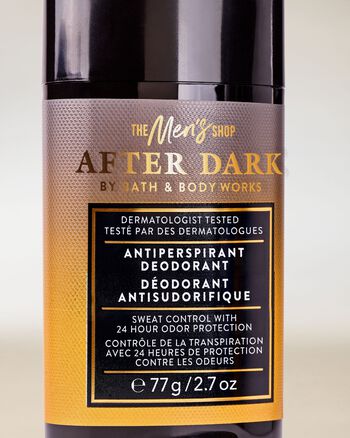 THE Men's SHOP
AFTER DARK
BY BATH & BODY WORKS
DERMATOLOGIST TESTED
TESTÉ PAR DES DERMATOLOGUES
ANTIPERSPIRANT
DEODORANT
DÉODORANT
ANTISUDORIFIQUE
SWEAT CONTROL WITH
24 HOUR ODOR PROTECTION
CONTRÔLE DE LA TRANSPIRATION
AVEC 24 HEURES DE PROTECTION
CONTRE LES ODEURS
℮ 77g/2.7oz